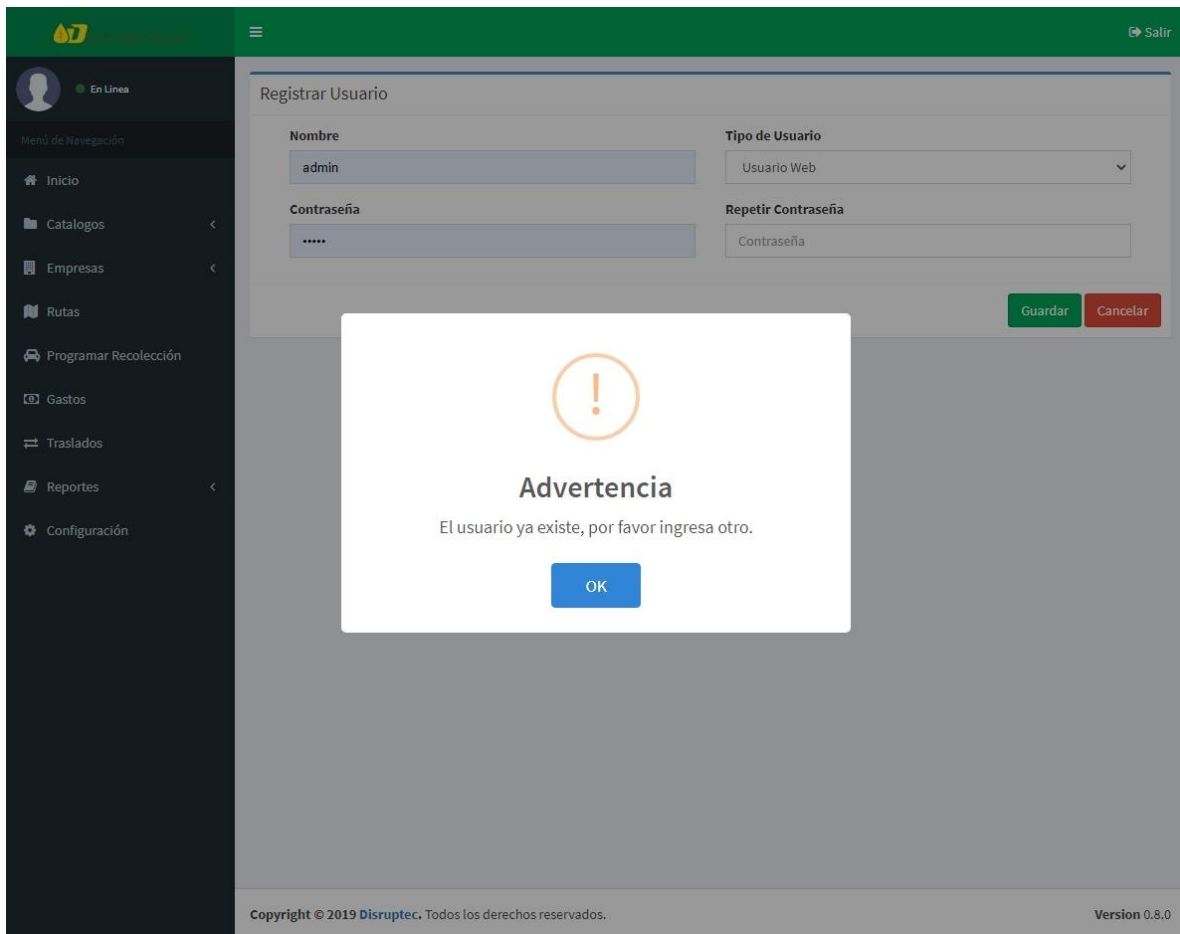 Salir
En Linea
Menú de Navegación
Inicio
Catalogos
Empresas
Rutas
Programar Recolección
Gastos
Traslados
Reportes
Configuración
Registrar Usuario
Nombre
admin
Tipo de Usuario
Usuario Web
Contraseña
•••••
Repetir Contraseña
Contraseña
Guardar
Cancelar
!
Advertencia
El usuario ya existe, por favor ingresa otro.
OK
Copyright © 2019 Disruptec. Todos los derechos reservados.
Version 0.8.0